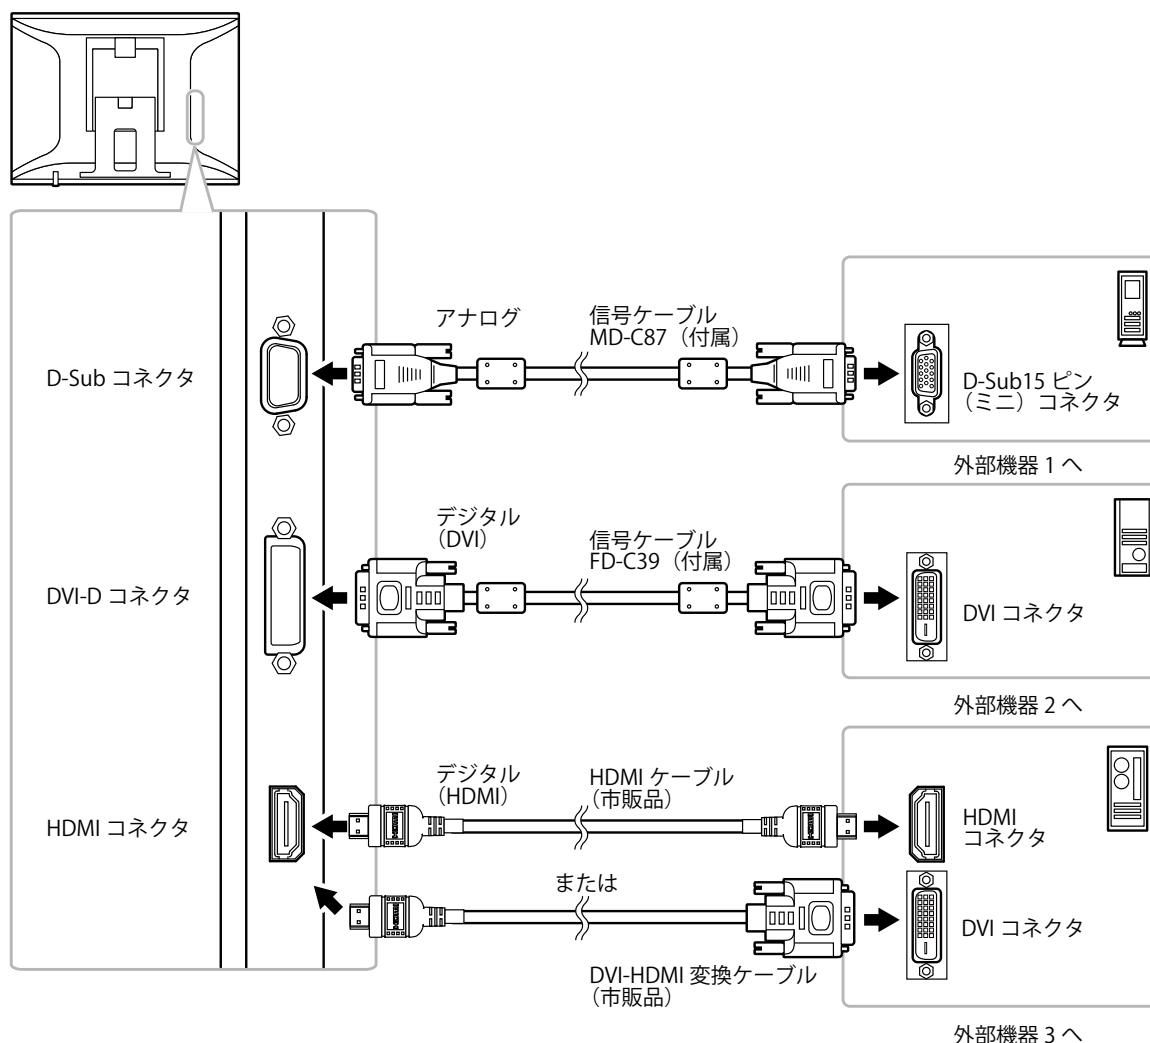 D-Sub コネクタ
アナログ
信号ケーブル
MD-C87（付属）
D-Sub15 ピン
（ミニ）コネクタ
外部機器 1 へ
DVI-D コネクタ
デジタル
（DVI）
信号ケーブル
FD-C39（付属）
DVI コネクタ
外部機器 2 へ
HDMI コネクタ
デジタル
（HDMI）
HDMI ケーブル
（市販品）
HDMI
コネクタ
または
DVI-HDMI 変換ケーブル
（市販品）
DVI コネクタ
外部機器 3 へ